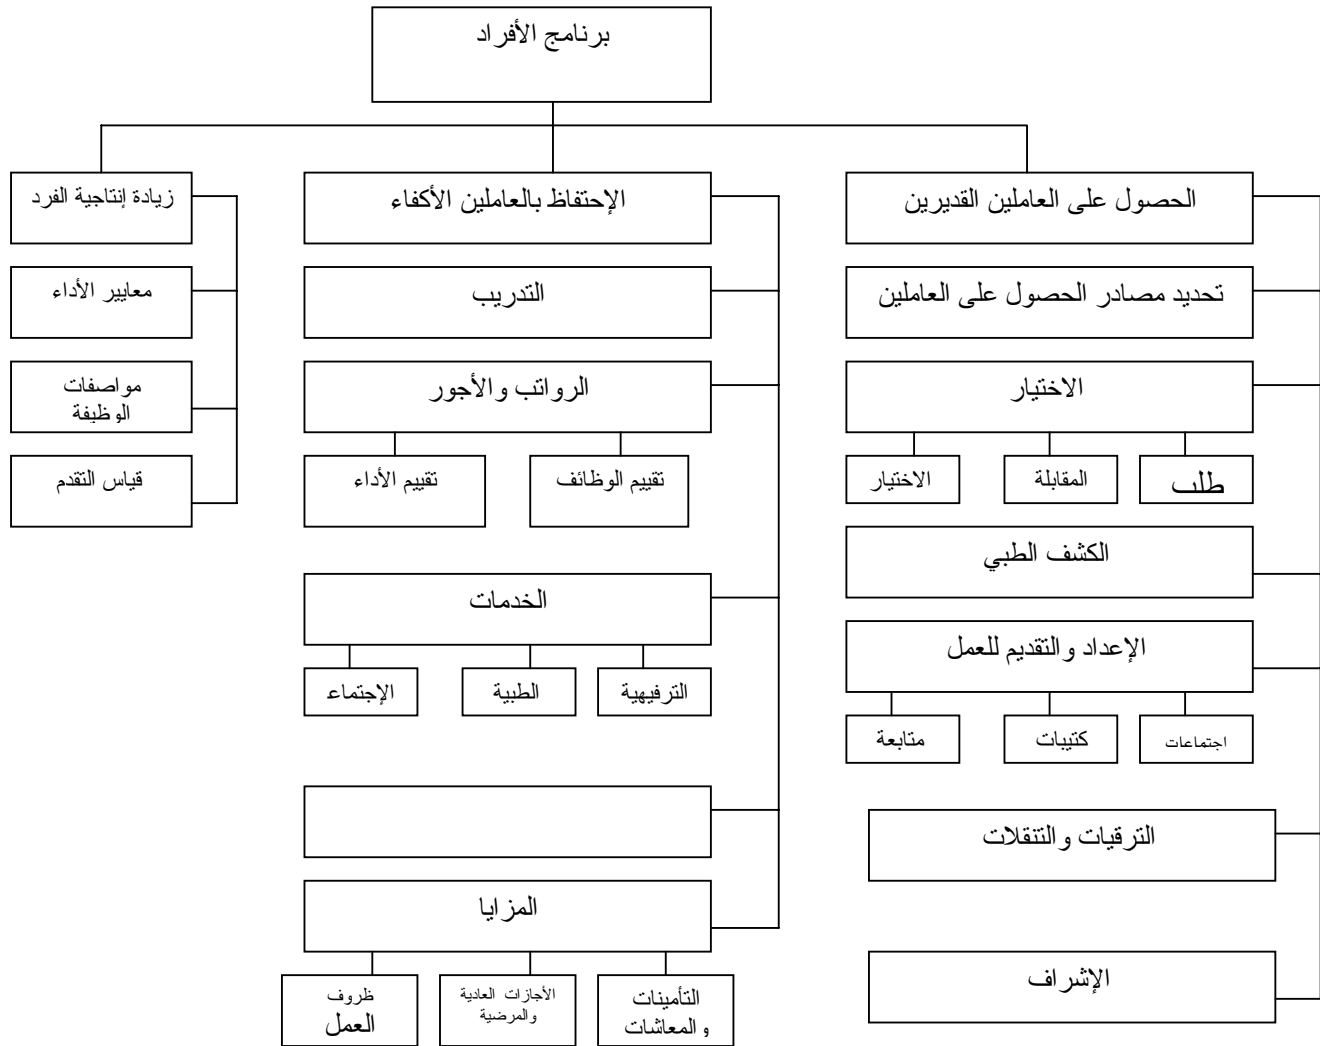 برنامج الأفراد
الحصول على العاملين القديرين
تحديد مصادر الحصول على العاملين
الاختيار
طلب
المقابلة
الاختيار
الكشف الطبي
الإعداد والتقديم للعمل
اجتماعات
كتيبات
متابعة
الترقيات والتنقلات
الإشراف
الإحتفاظ بالعاملين الأكفاء
التدريب
الرواتب والأجور
تقييم الوظائف
تقييم الأداء
الخدمات
الترفيهية
الطبية
الإجتماع
المزايا
التأمينات
والمعاشات
الأجازات العادية
والمرضية
ظروف
العمل
زيادة إنتاجية الفرد
معايير الأداء
مواصفات
الوظيفة
قياس التقدم